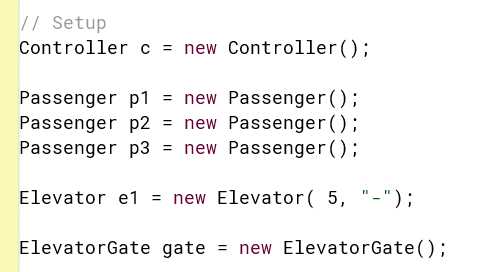 // Setup
Controller c = new Controller();
Passenger p1 = new Passenger();
Passenger p2 = new Passenger();
Passenger p3 = new Passenger();
Elevator e1 = new Elevator( 5, "-");
ElevatorGate gate = new ElevatorGate();